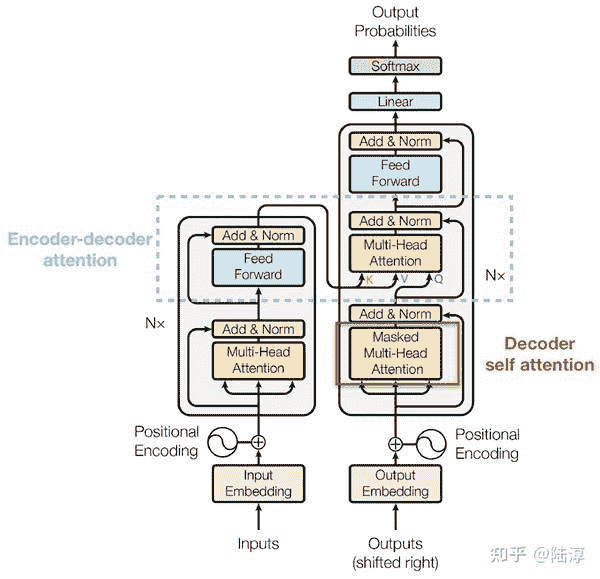 Output
Probabilities
Softmax
Linear
Add & Norm
Feed
Forward
Add & Norm
Multi-Head
Attention
K
V
Q
Nx
Encoder-decoder
attention
Add & Norm
Feed
Forward
Nx
Add & Norm
Multi-Head
Attention
Add & Norm
Masked
Multi-Head
Attention
Decoder
self attention
Positional
Encoding
Positional
Encoding
Input
Embedding
Output
Embedding
Inputs
Outputs
(shifted right)
知乎 @陆淳